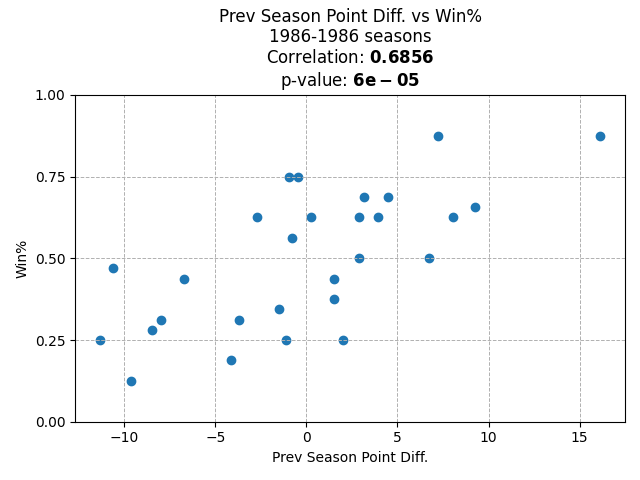 Prev Season Point Diff. vs Win%
1986-1986 seasons
Correlation: 0.6856
p-value: 6e − 05
1.00
0.75
0.50
0.25
0.00
Win%
−10
−5
0
5
10
15
Prev Season Point Diff.